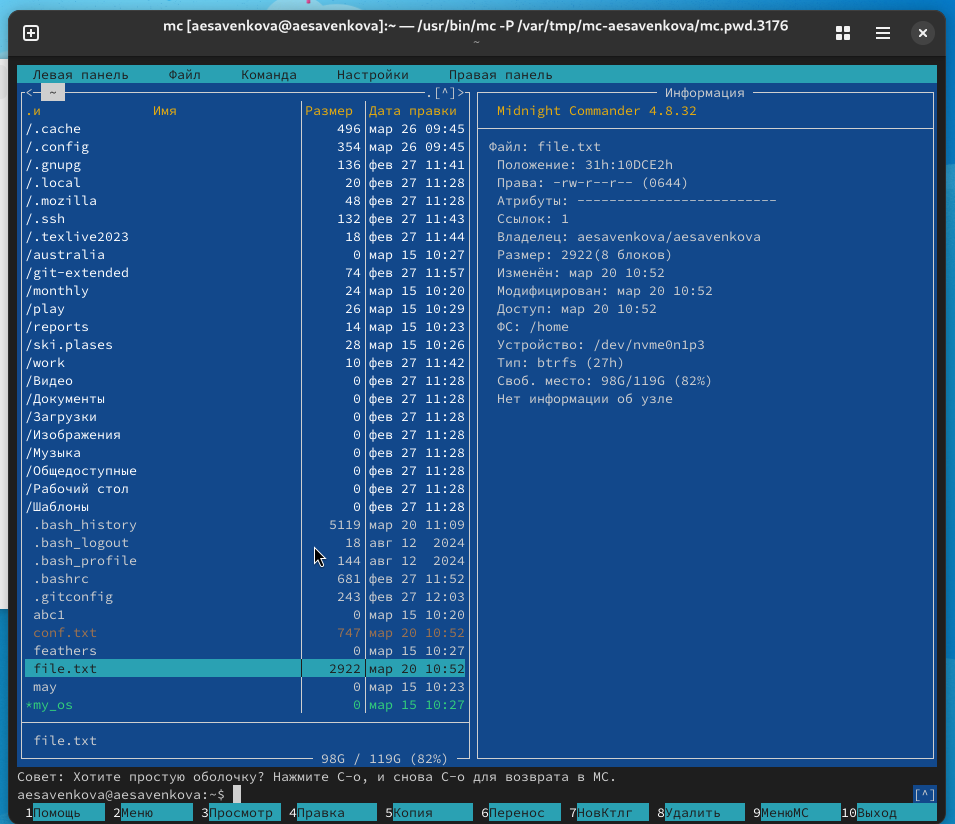 mc [aesavenkova@aesavenkova]:~ — /usr/bin/mc -P /var/tmp/mc-aesavenkova/mc.pwd.3176
~
Левая панель Файл Команда Настройки Правая панель
<─ ~ .[^]>
.и Имя Размер Дата правки
/.cache 496 мар 26 09:45
/.config 354 мар 26 09:45
/.gnupg 136 фев 27 11:41
/.local 20 фев 27 11:28
/.mozilla 48 фев 27 11:28
/.ssh 132 фев 27 11:43
/.texlive2023 18 фев 27 11:44
/australia 0 мар 15 10:27
/git-extended 74 фев 27 11:57
/monthly 24 мар 15 10:20
/play 26 мар 15 10:29
/reports 14 мар 15 10:23
/ski.plases 28 мар 15 10:26
/work 10 фев 27 11:42
/Видео 0 фев 27 11:28
/Документы 0 фев 27 11:28
/Загрузки 0 фев 27 11:28
/Изображения 0 фев 27 11:28
/Музыка 0 фев 27 11:28
/Общедоступные 0 фев 27 11:28
/Рабочий стол 0 фев 27 11:28
/Шаблоны 0 фев 27 11:28
.bash_history 5119 мар 20 11:09
.bash_logout 18 авг 12 2024
.bash_profile 144 авг 12 2024
.bashrc 681 фев 27 11:52
.gitconfig 243 фев 27 12:03
abc1 0 мар 15 10:20
conf.txt 747 мар 20 10:52
feathers 0 мар 15 10:27
file.txt 2922 мар 20 10:52
may 0 мар 15 10:23
*my_os 0 мар 15 10:27
file.txt
98G / 119G (82%)
Информация
Midnight Commander 4.8.32
Файл: file.txt
Положение: 31h:10DCE2h
Права: -rw-r--r-- (0644)
Атрибуты: -------------------------
Ссылок: 1
Владелец: aesavenkova/aesavenkova
Размер: 2922(8 блоков)
Изменён: мар 20 10:52
Модифицирован: мар 20 10:52
Доступ: мар 20 10:52
ФС: /home
Устройство: /dev/nvme0n1p3
Тип: btrfs (27h)
Своб. место: 98G/119G (82%)
Нет информации об узле
Совет: Хотите простую оболочку? Нажмите C-o, и снова C-o для возврата в MC.
aesavenkova@aesavenkova:~$ [^]
1Помощь 2Меню 3Просмотр 4Правка 5Копия 6Перенос 7НовКтлг 8Удалить 9МенюМС 10Выход